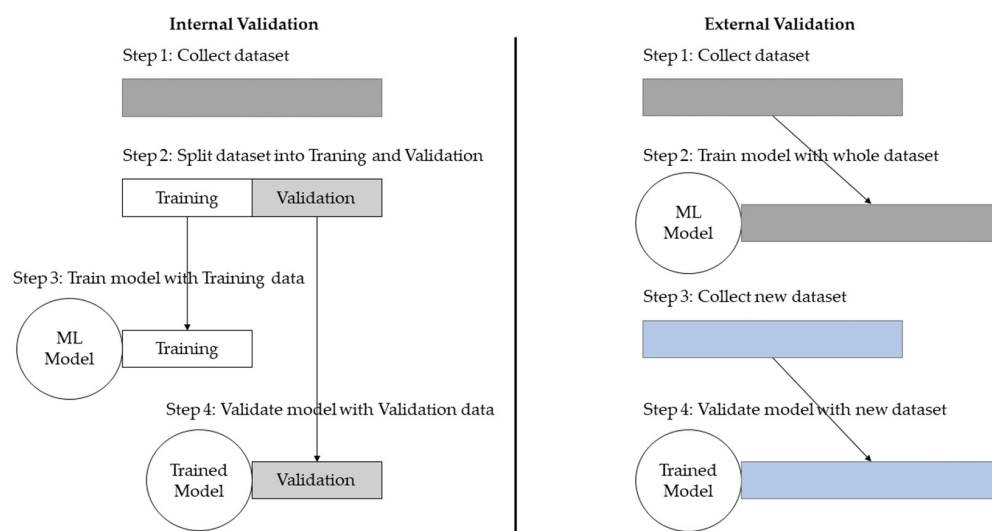 Internal Validation
Step 1: Collect dataset
Step 2: Split dataset into Traning and Validation
Training
Validation
Step 3: Train model with Training data
ML
Model
Training
Step 4: Validate model with Validation data
Trained
Model
Validation
External Validation
Step 1: Collect dataset
Step 2: Train model with whole dataset
ML
Model
Step 3: Collect new dataset
Step 4: Validate model with new dataset
Trained
Model